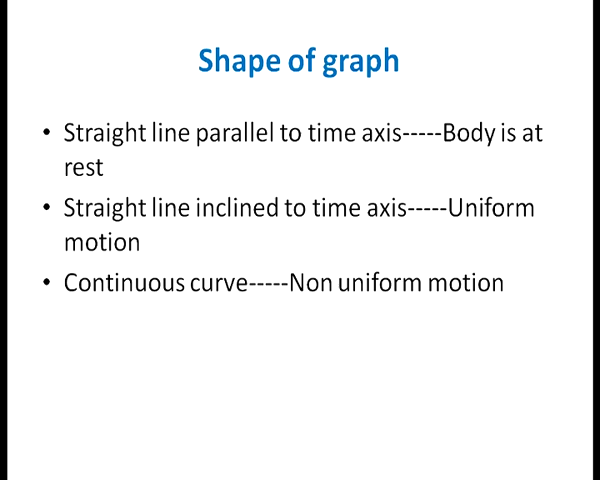 Shape of graph
• Straight line parallel to time axis-----Body is at
rest
• Straight line inclined to time axis-----Uniform
motion
• Continuous curve-----Non uniform motion